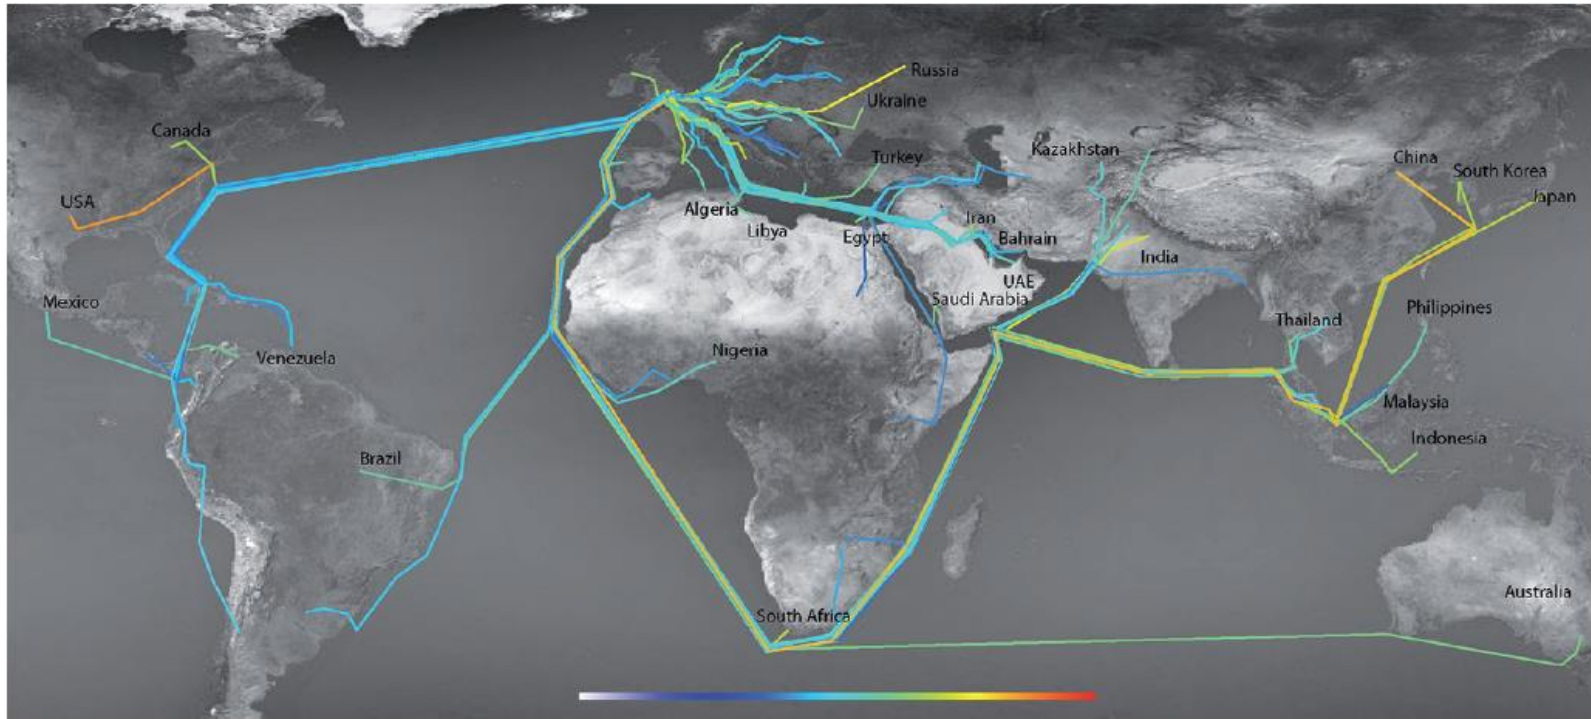 Russia
Ukraine
Canada
Turkey
Kazakhstan
China
South Korea
Japan
USA
Algeria
Libya
Iran
Egypt
Bahrain
India
UAE
Saudi Arabia
Mexico
Philippines
Thailand
Venezuela
Nigeria
Malaysia
Indonesia
Brazil
Australia
South Africa